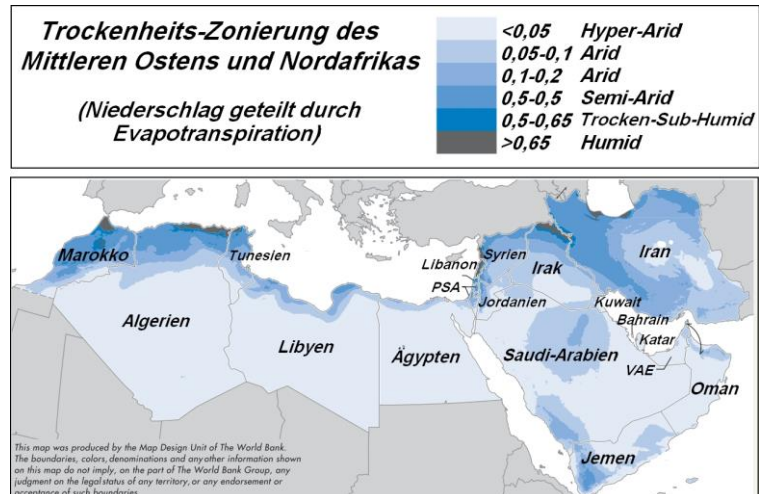 Trockenheits-Zonierung des
Mittleren Ostens und Nordafrikas
(Niederschlag geteilt durch
Evapotranspiration)
<0,05 Hyper-Arid
0,05-0,1 Arid
0,1-0,2 Arid
0,5-0,5 Semi-Arid
0,5-0,65 Trocken-Sub-Humid
>0,65 Humid
Marokko
Tunesien
Algerien
Libyen
Ägypten
Libanon
Syrien
PSA
Jordanien
Irak
Iran
Kuwait
Bahrain
Katar
Saudi-Arabien
VAE
Oman
Jemen
This map was produced by the Map Design Unit of The World Bank.
The boundaries, colors, denominations and any other information shown
on this map do not imply, on the part of The World Bank Group, any
judgment on the legal status of any territory, or any endorsement or
acceptance of such boundaries.